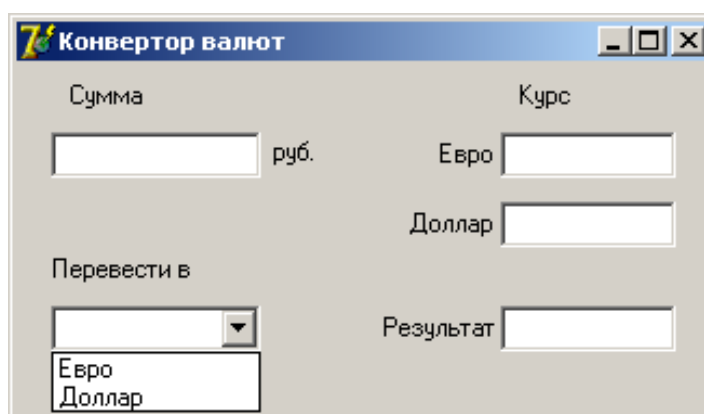 Конвертор валют
Сумма Курс
руб. Евро
Доллар
Перевести в
Результат
Евро
Доллар